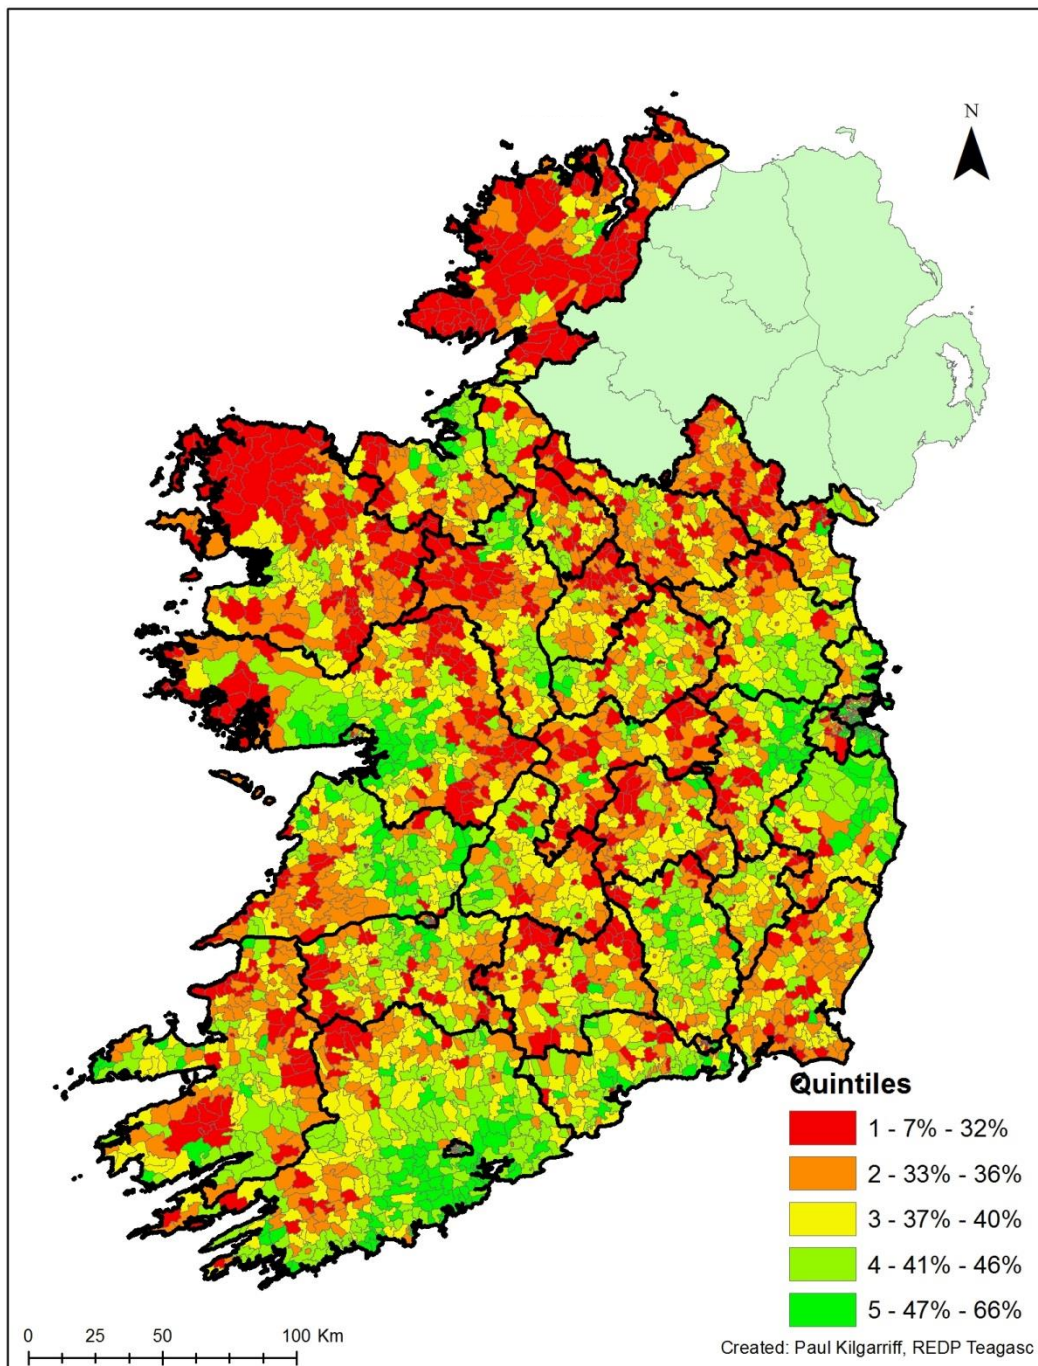 N
Quintiles
1 - 7% - 32%
2 - 33% - 36%
3 - 37% - 40%
4 - 41% - 46%
5 - 47% - 66%
0 25 50 100 Km
Created: Paul Kilgarriff, REDP Teagasc